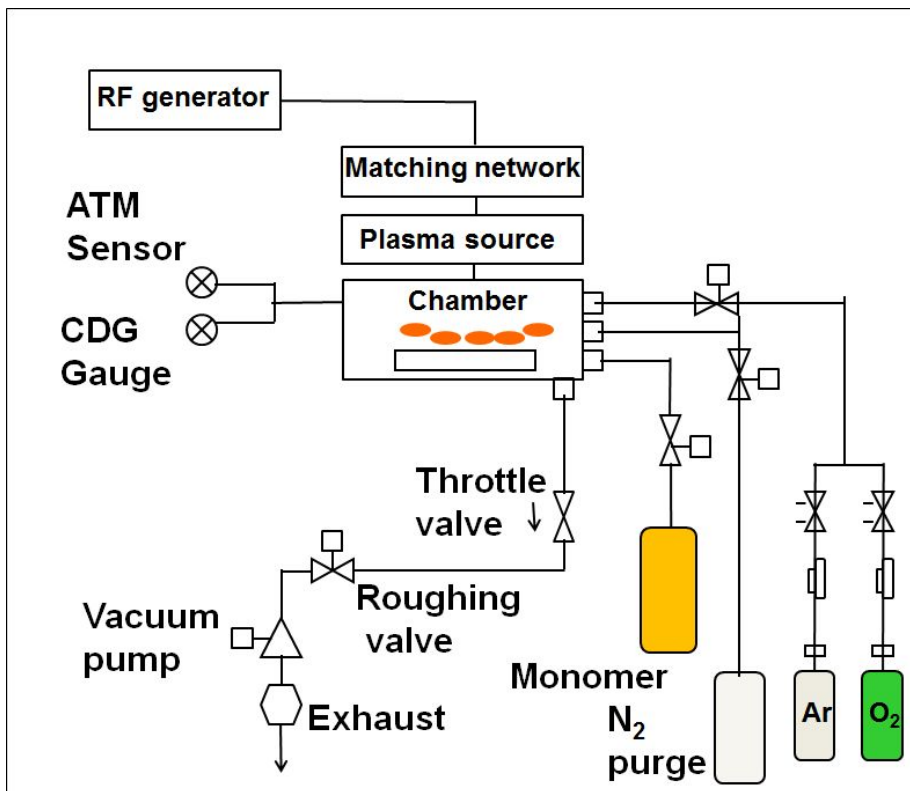 RF generator
Matching network
ATM
Sensor
Plasma source
Chamber
CDG
Gauge
Throttle
valve
Roughing
valve
Vacuum
pump
Exhaust
Monomer
N₂
purge
Ar
O₂